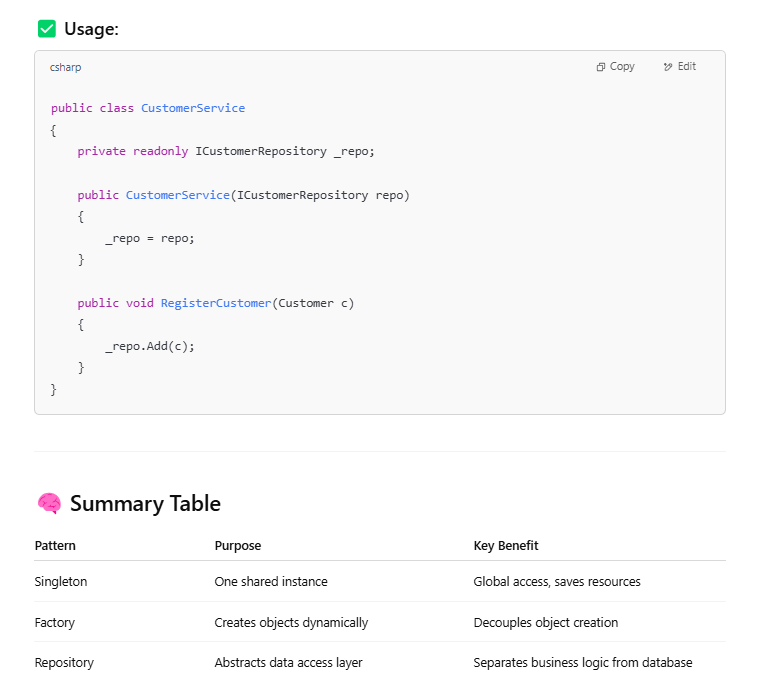 ✅ Usage:
csharp Copy Edit
public class CustomerService
{
    private readonly ICustomerRepository _repo;

    public CustomerService(ICustomerRepository repo)
    {
        _repo = repo;
    }

    public void RegisterCustomer(Customer c)
    {
        _repo.Add(c);
    }
}
🧠 Summary Table
Pattern Purpose Key Benefit
Singleton One shared instance Global access, saves resources
Factory Creates objects dynamically Decouples object creation
Repository Abstracts data access layer Separates business logic from database